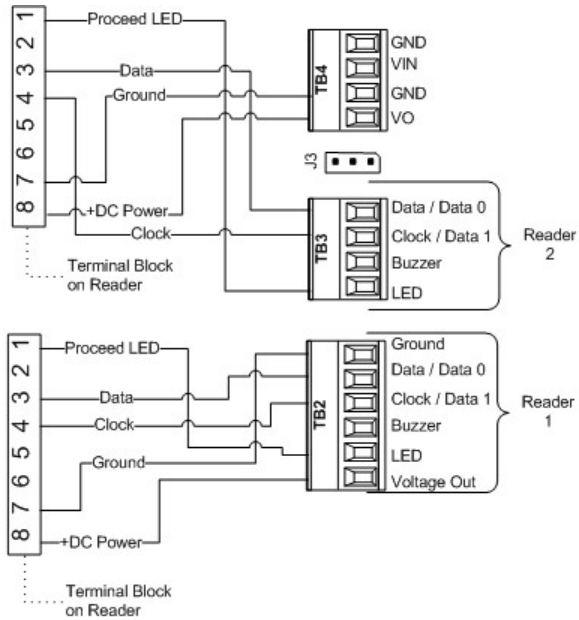 1
2
3
4
5
6
7
8
Proceed LED
Data
Ground
+DC Power
Clock
Terminal Block
on Reader
TB4
GND
VIN
GND
VO
J3
TB3
Data / Data 0
Clock / Data 1
Buzzer
LED
Reader
2
1
2
3
4
5
6
7
8
Proceed LED
Data
Clock
Ground
+DC Power
Terminal Block
on Reader
TB2
Ground
Data / Data 0
Clock / Data 1
Buzzer
LED
Voltage Out
Reader
1